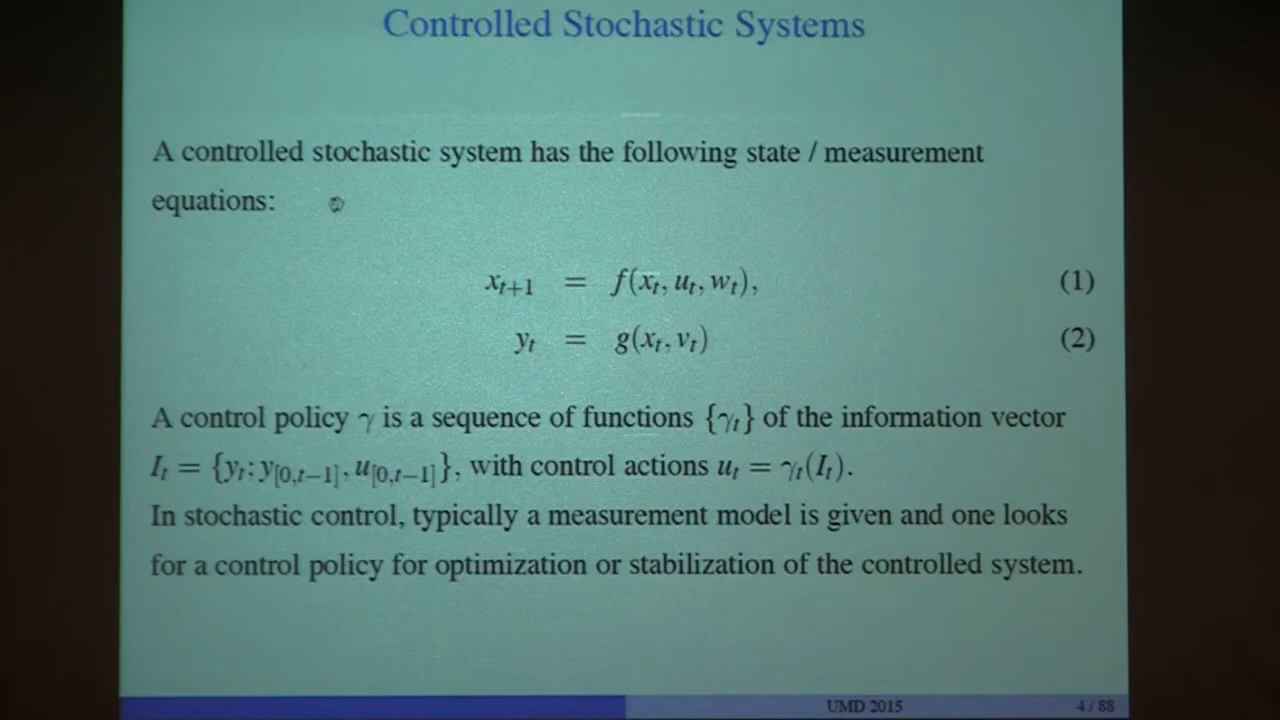 Controlled Stochastic Systems
A controlled stochastic system has the following state / measurement
equations:
x_{t+1} = f(x_t, u_t, w_t), (1)
y_t = g(x_t, v_t) (2)
A control policy γ is a sequence of functions {γ_t} of the information vector
I_t = {y_t; y_{[0,t−1]}, u_{[0,t−1]}}, with control actions u_t = γ_t(I_t).
In stochastic control, typically a measurement model is given and one looks
for a control policy for optimization or stabilization of the controlled system.
UMD 2015 4 / 88